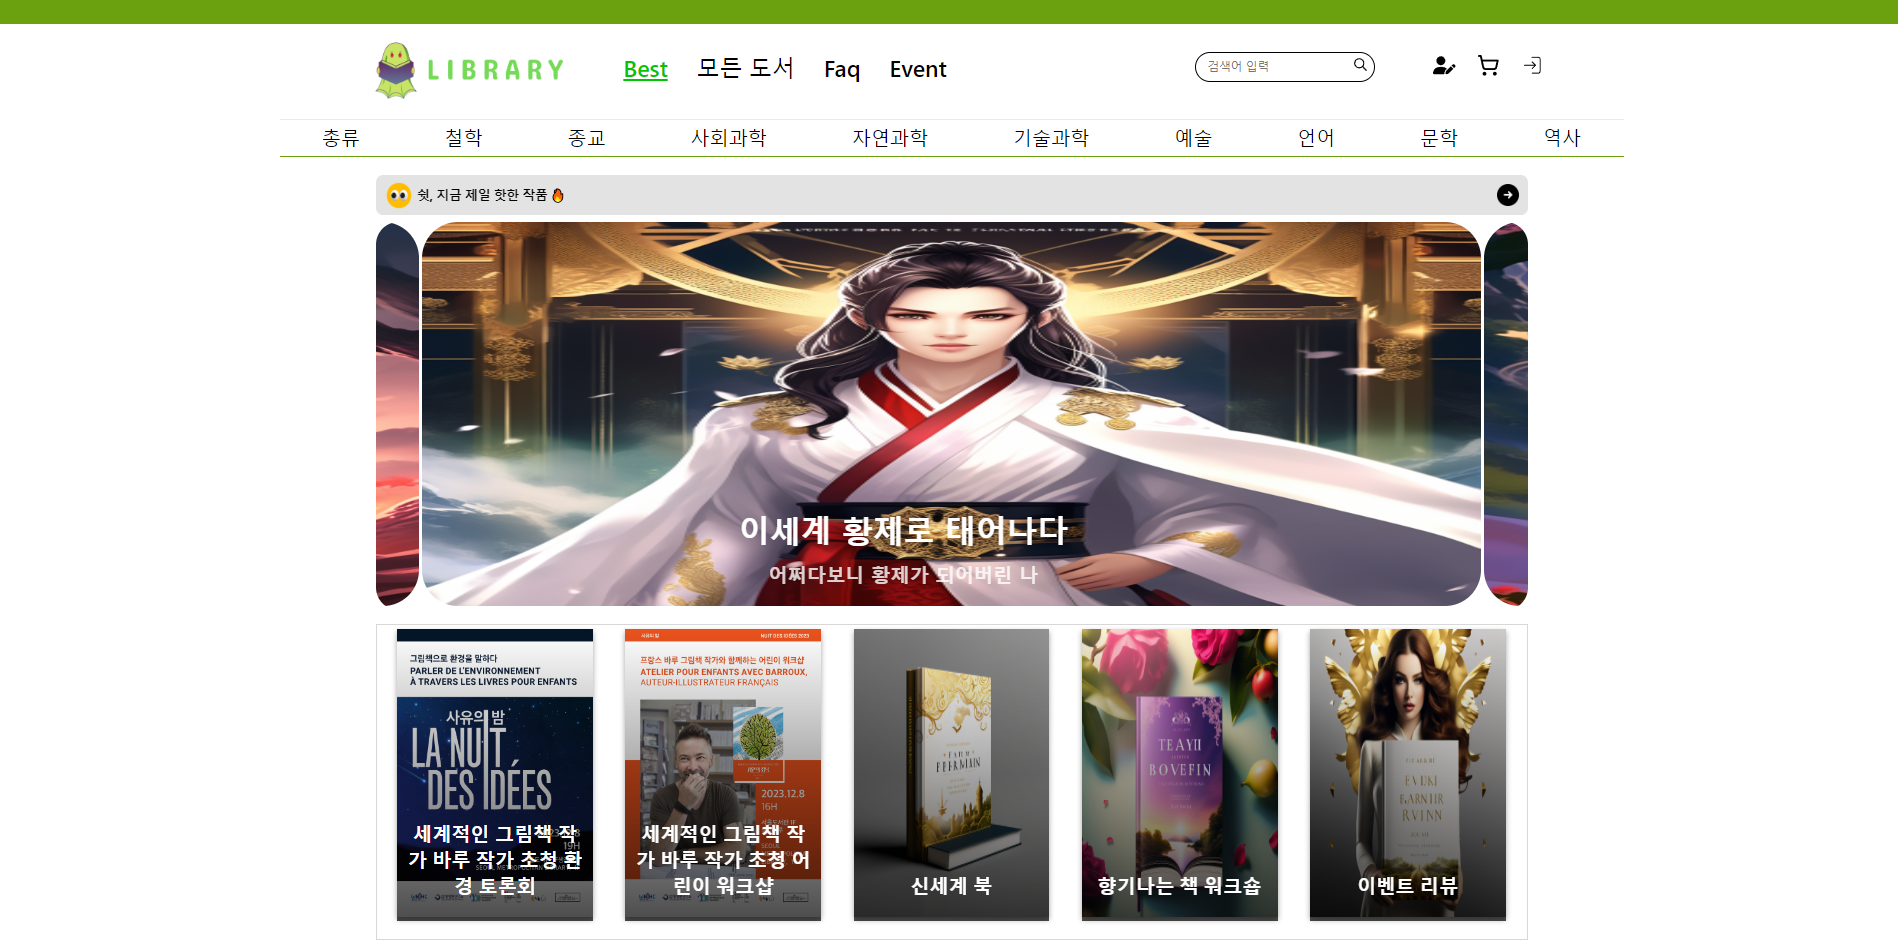 LIBRARY
Best 모든 도서 Faq Event
검색어 입력
총류 철학 종교 사회과학 자연과학 기술과학 예술 언어 문학 역사
쉿, 지금 제일 핫한 작품
이세계 황제로 태어나다
어쩌다보니 황제가 되어버린 나
그림책으로 환경을 말하다
PARLER DE L'ENVIRONNEMENT
À TRAVERS LES LIVRES POUR ENFANTS
사유의 밤
LA NUIT
DES IDÉES
19H
세계적인 그림책 작
가 바루 작가 초청 환
경 토론회
사유의 밤 NUIT DES IDÉES 2023
프랑스 바루 그림책 작가와 함께하는 어린이 워크샵
ATELIER POUR ENFANTS AVEC BARROUX,
AUTEUR-ILLUSTRATEUR FRANÇAIS
2023.12.8
16H
세계적인 그림책 작
가 바루 작가 초청 어
린이 워크샵
신세계 북
TEAYII
BOVEFIN
향기나는 책 워크숍
이벤트 리뷰